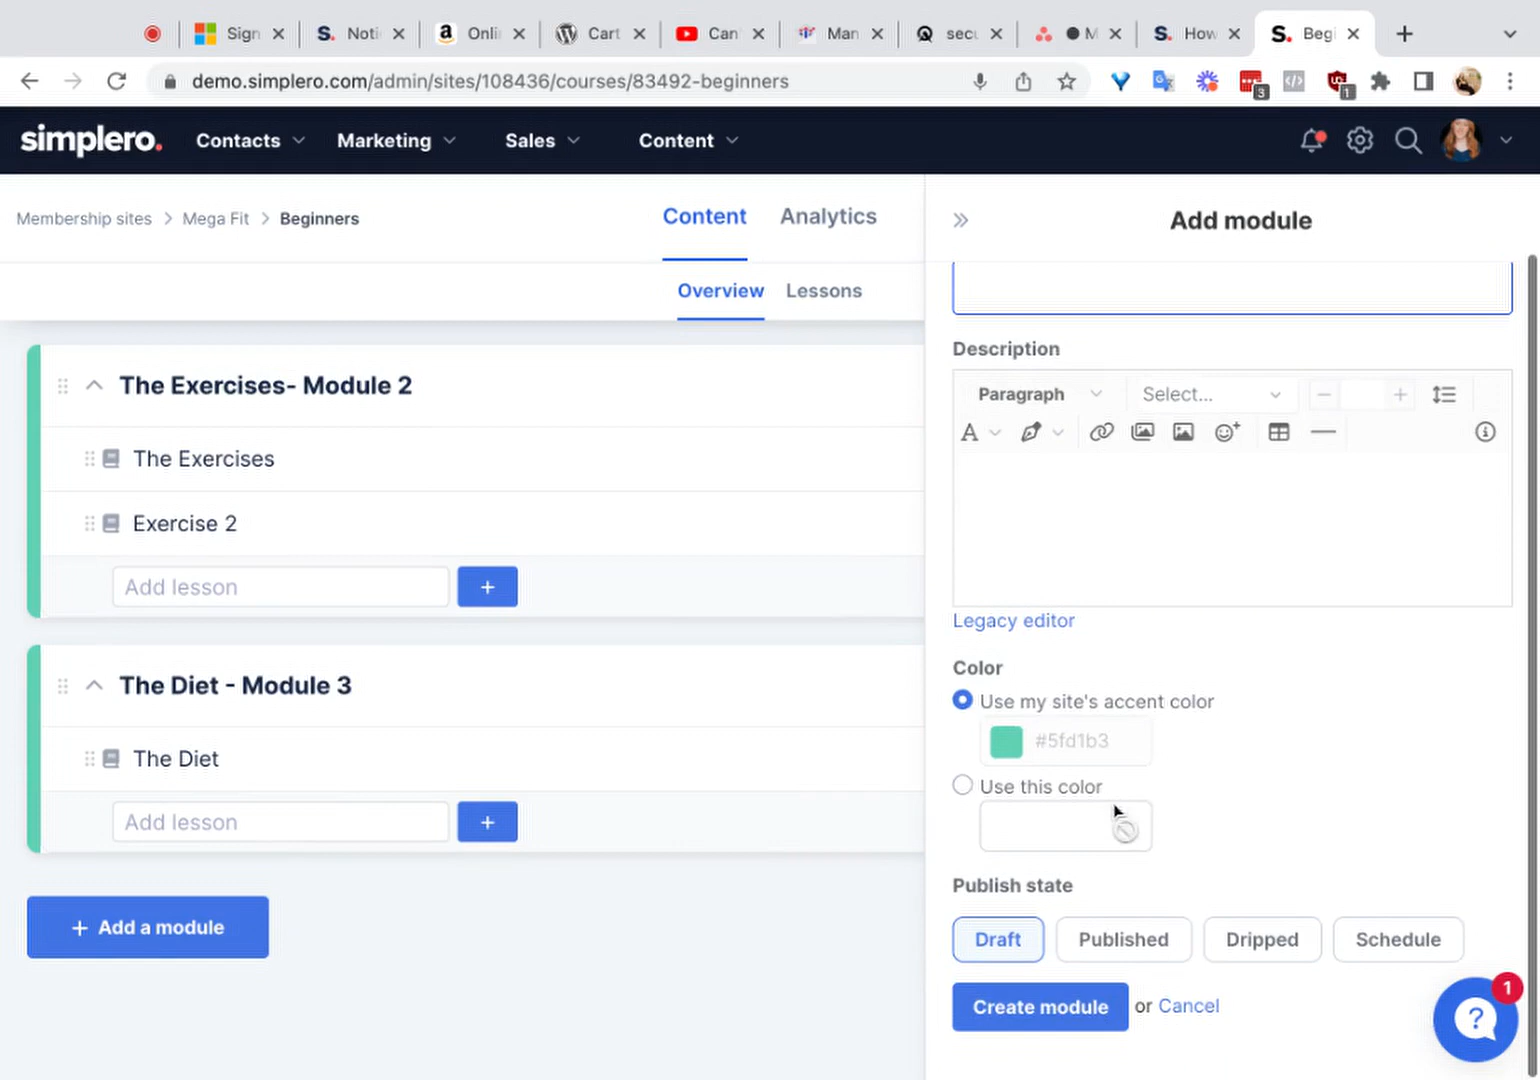 Sign
S. Noti
a Onli
Cart
Can
Man
secu
M
S. How
S. Begi
demo.simplero.com/admin/sites/108436/courses/83492-beginners
3
1
simplero.
Contacts
Marketing
Sales
Content
Membership sites > Mega Fit > Beginners
Content
Analytics
Add module
Overview
Lessons
The Exercises- Module 2
Description
Paragraph
Select...
A
The Exercises
Exercise 2
Add lesson
+
Legacy editor
Color
Use my site's accent color
#5fd1b3
The Diet - Module 3
The Diet
Use this color
Add lesson
+
Publish state
+ Add a module
Draft
Published
Dripped
Schedule
Create module or Cancel
1
?